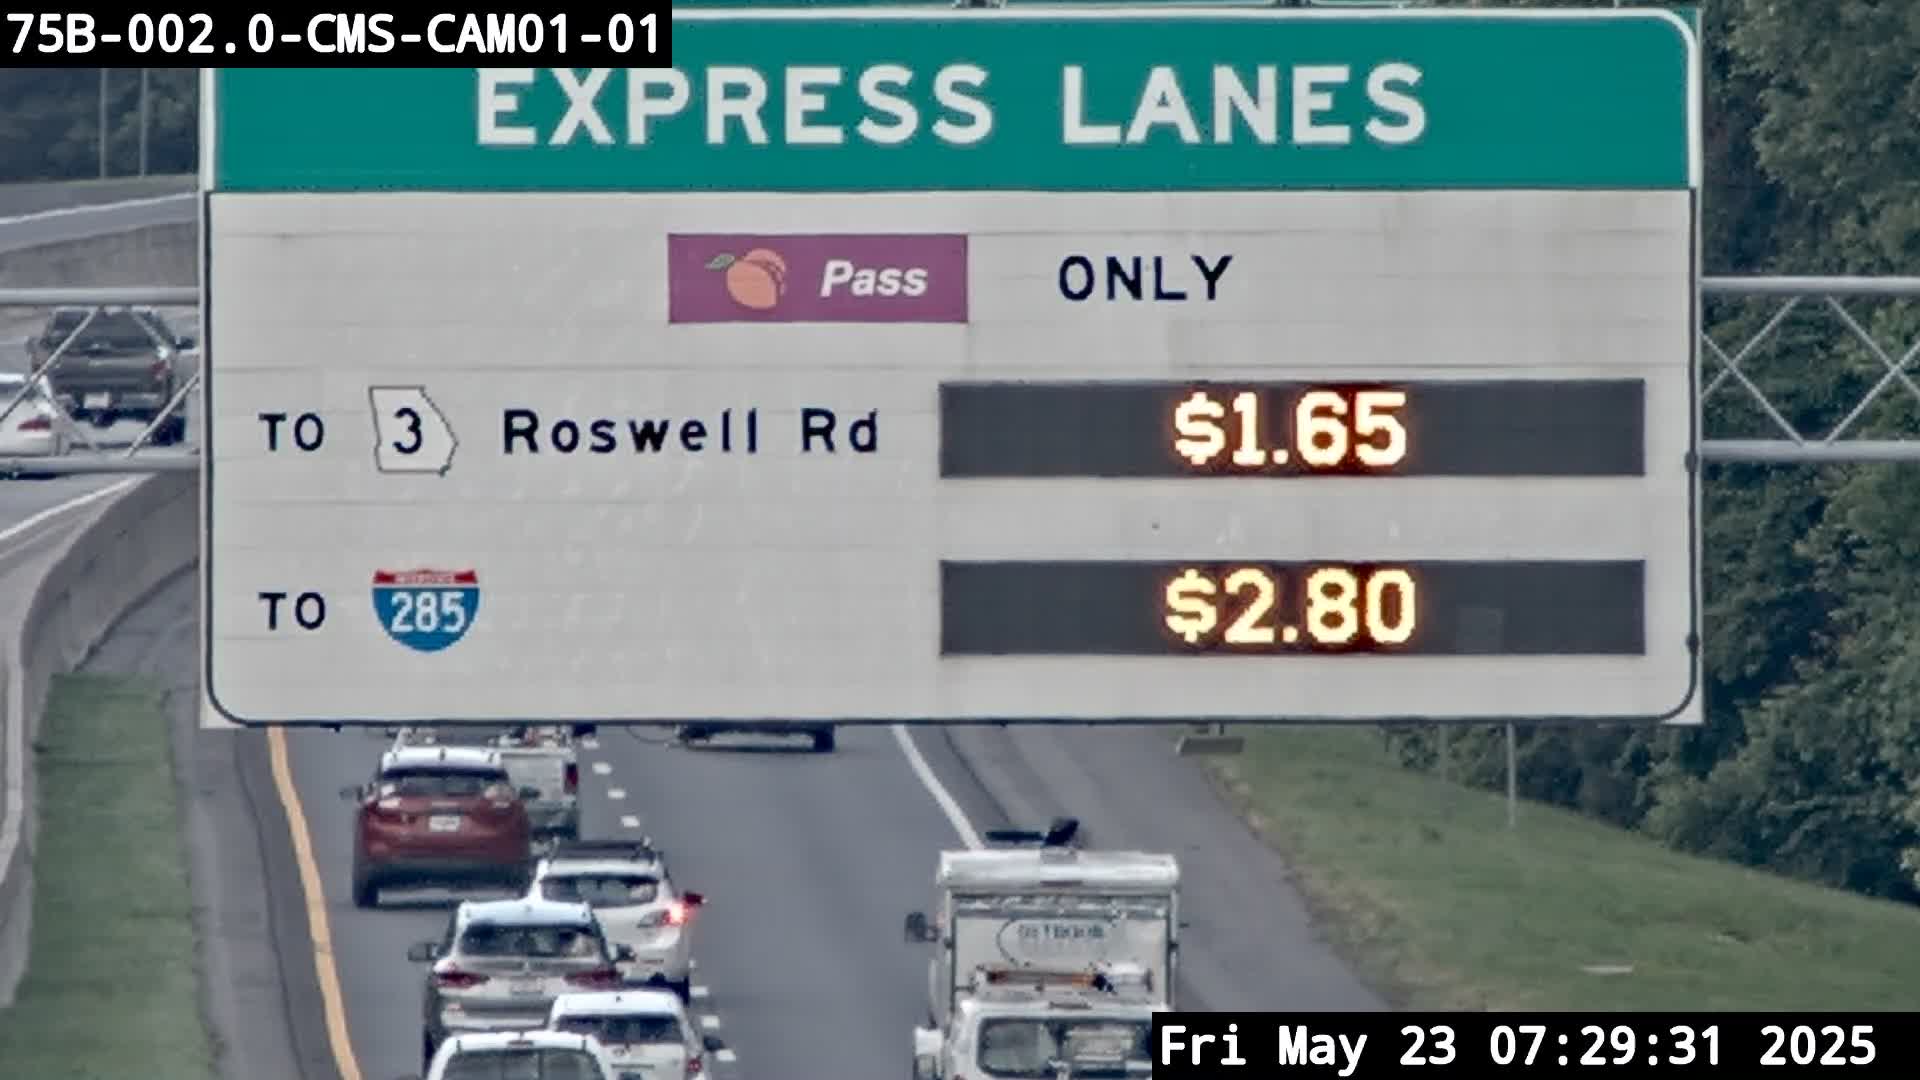 75B-002.0-CMS-CAM01-01
EXPRESS LANES
Pass ONLY
TO 3 Roswell Rd $1.65
TO 285 $2.80
Fri May 23 07:29:31 2025